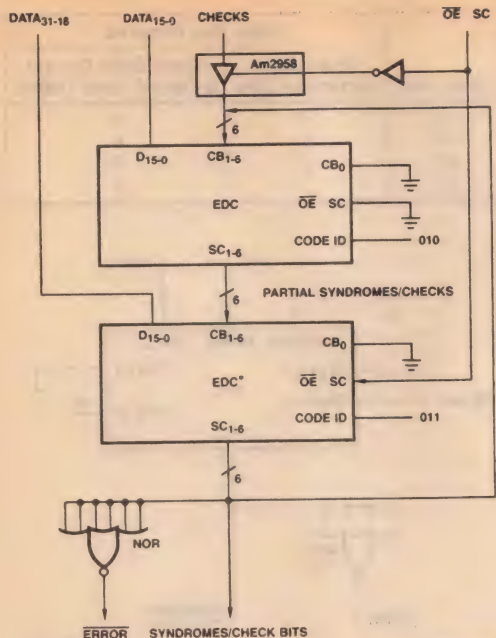 DATA31-16 DATA15-0 CHECKS OE SC
Am2958
6
D15-0 CB1-6 CB0
EDC OE SC
CODE ID 010
SC1-6
6 PARTIAL SYNDROMES/CHECKS
D15-0 CB1-6 CB0
EDC* OE SC
CODE ID 011
SC1-6
6
NOR
ERROR SYNDROMES/CHECK BITS